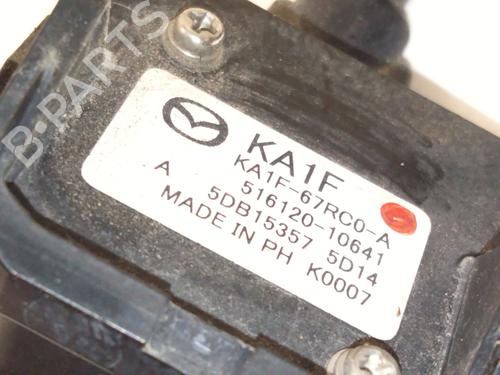 B-PARTS
KA1F
KA1F-67RC0-A
516120-10641
A 5DB15357 5D14
MADE IN PH K0007